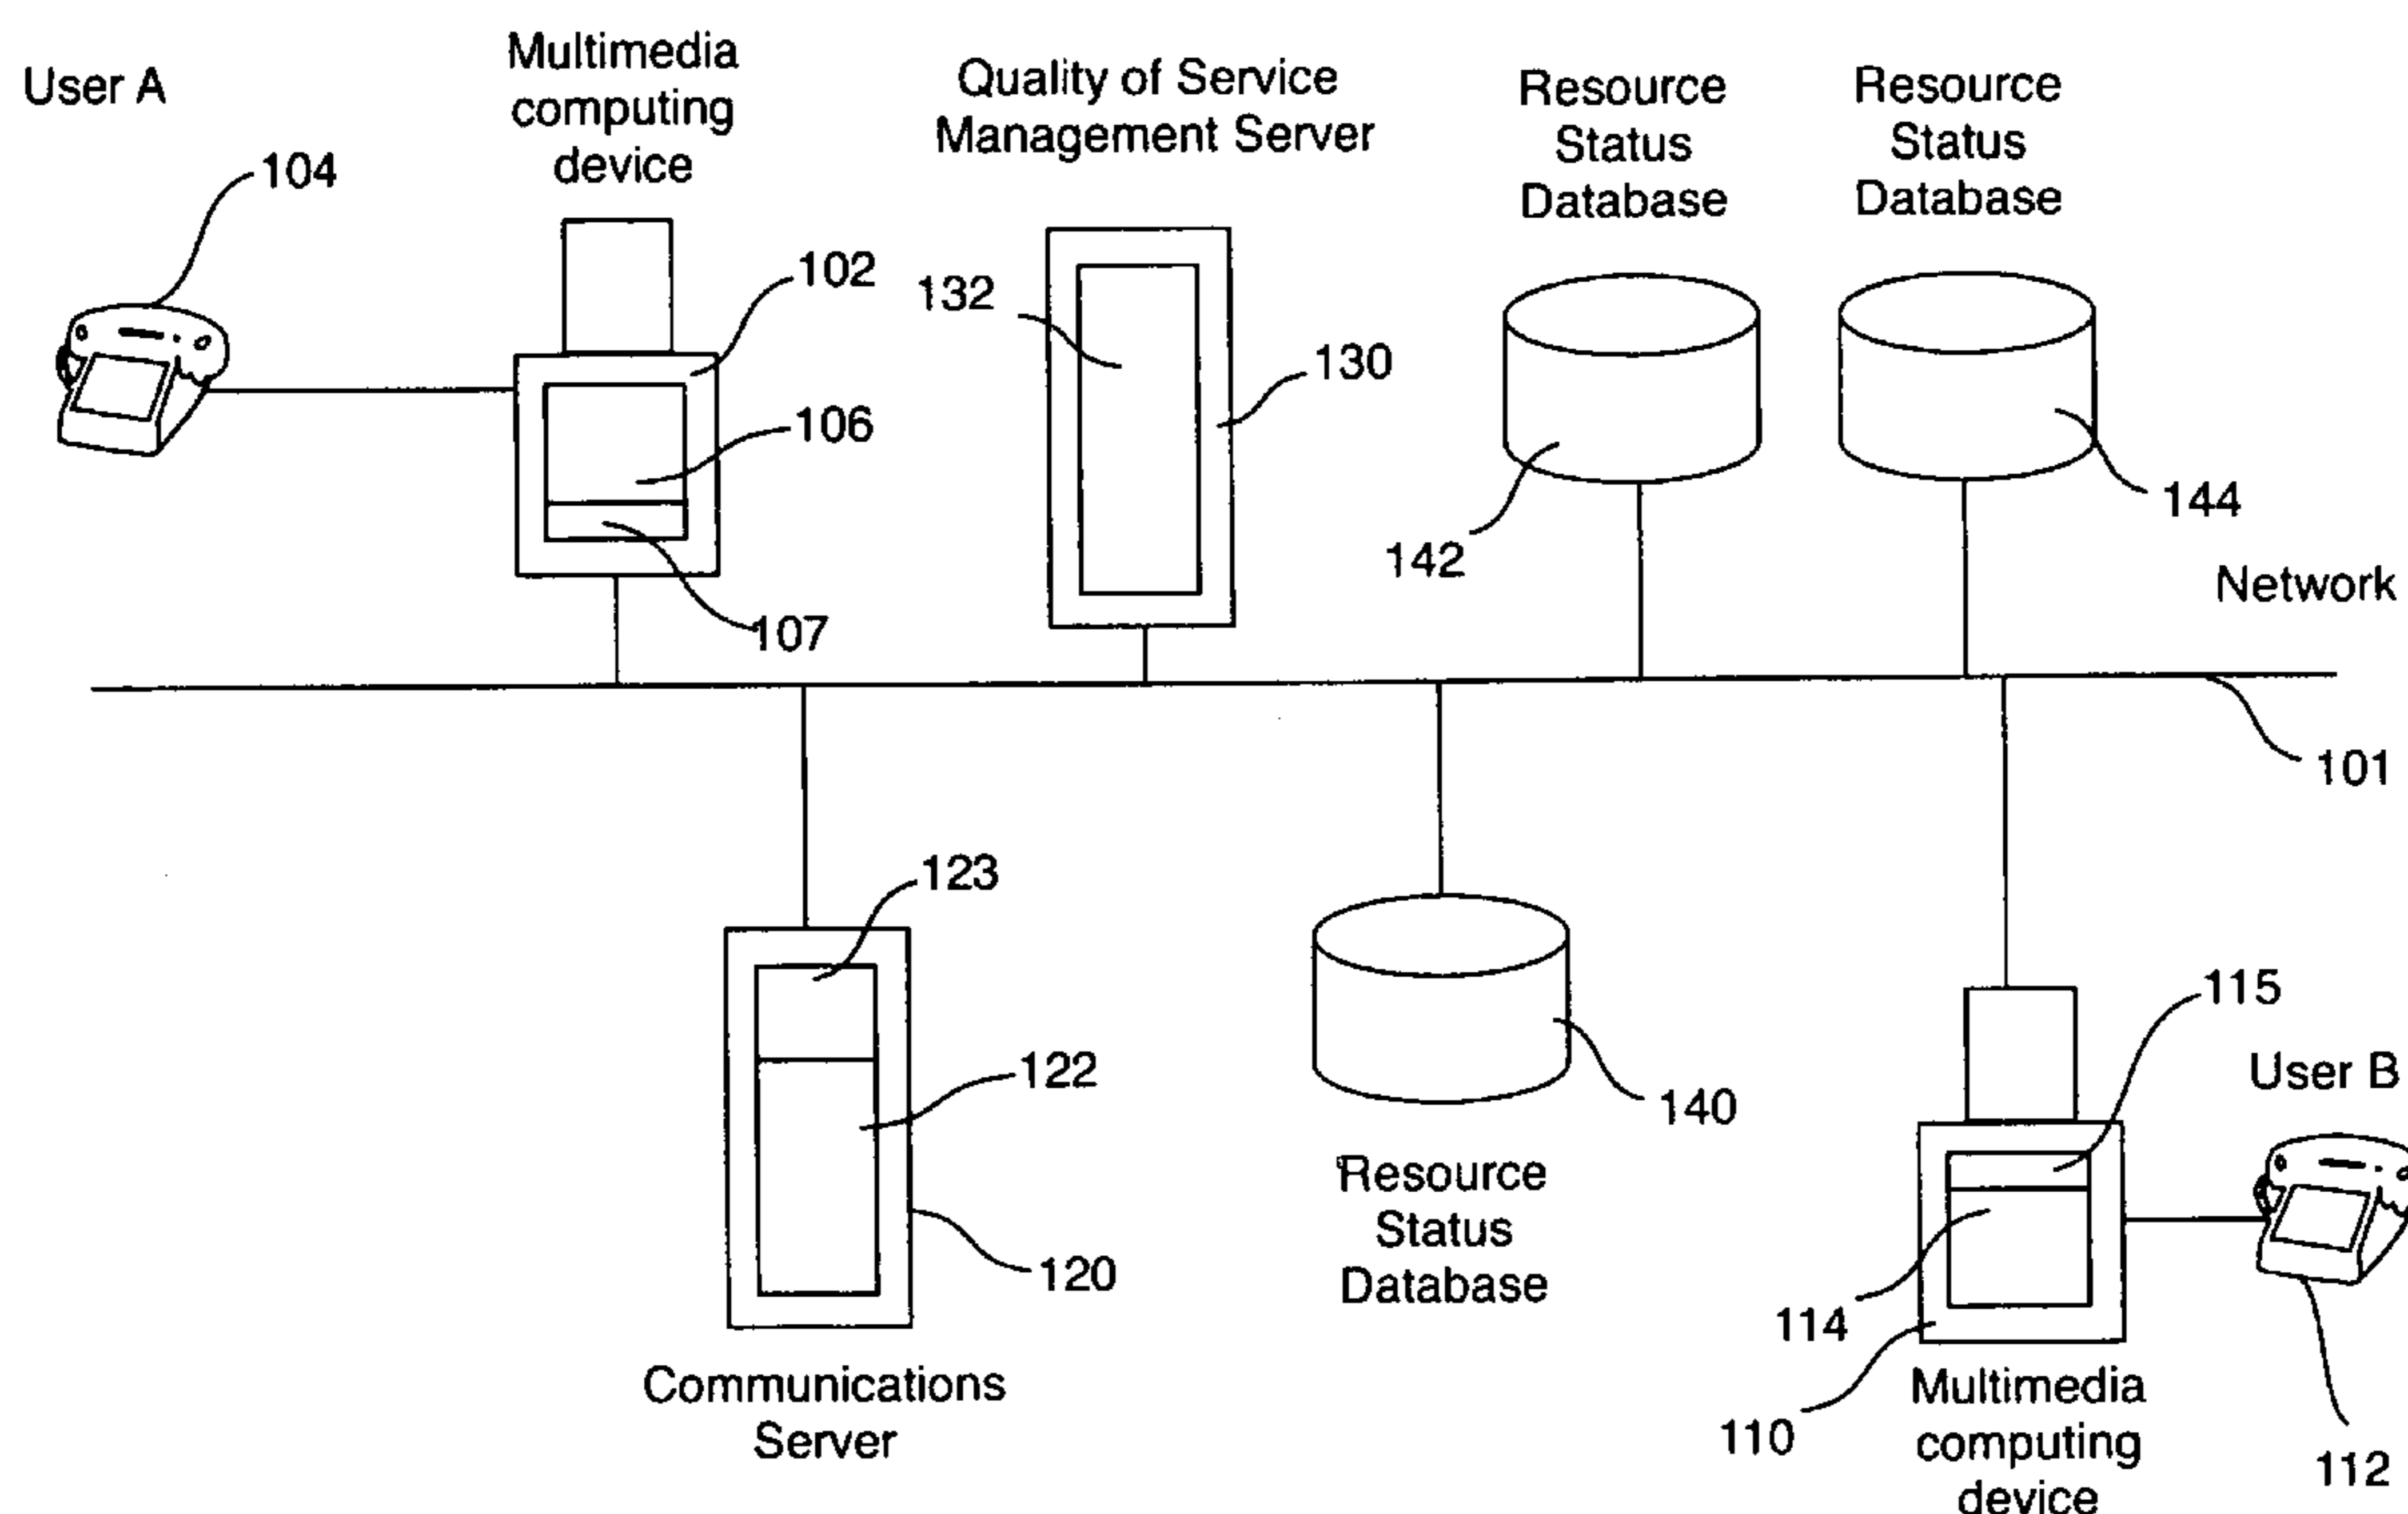 User A
Multimedia
computing
device
Quality of Service
Management Server
Resource
Status
Database
Resource
Status
Database
104
102
132
130
106
142
144
107
Network
101
123
122
120
140
Resource
Status
Database
115
User B
114
110
112
Communications
Server
Multimedia
computing
device